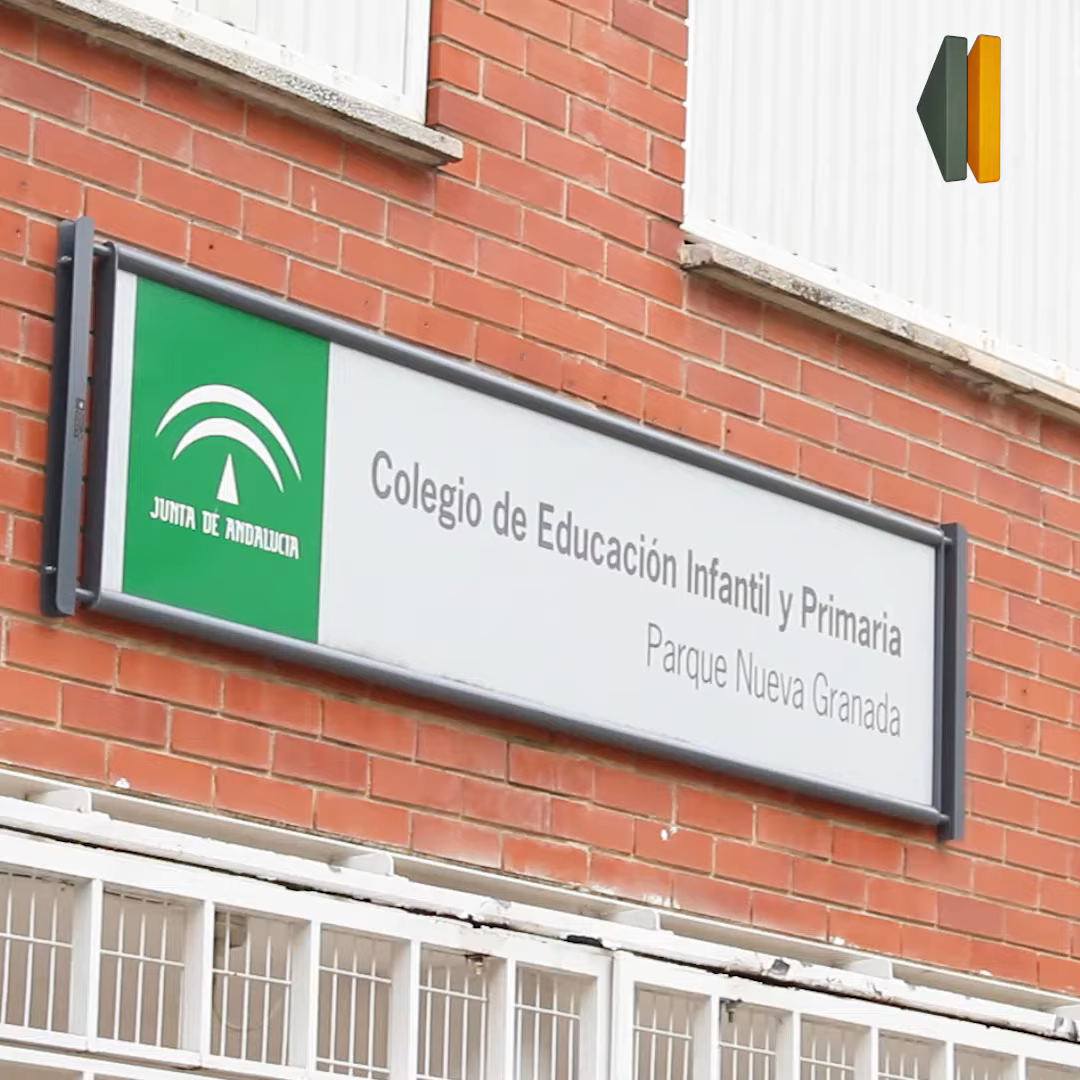 JUNTA DE ANDALUCIA
Colegio de Educación Infantil y Primaria
Parque Nueva Granada